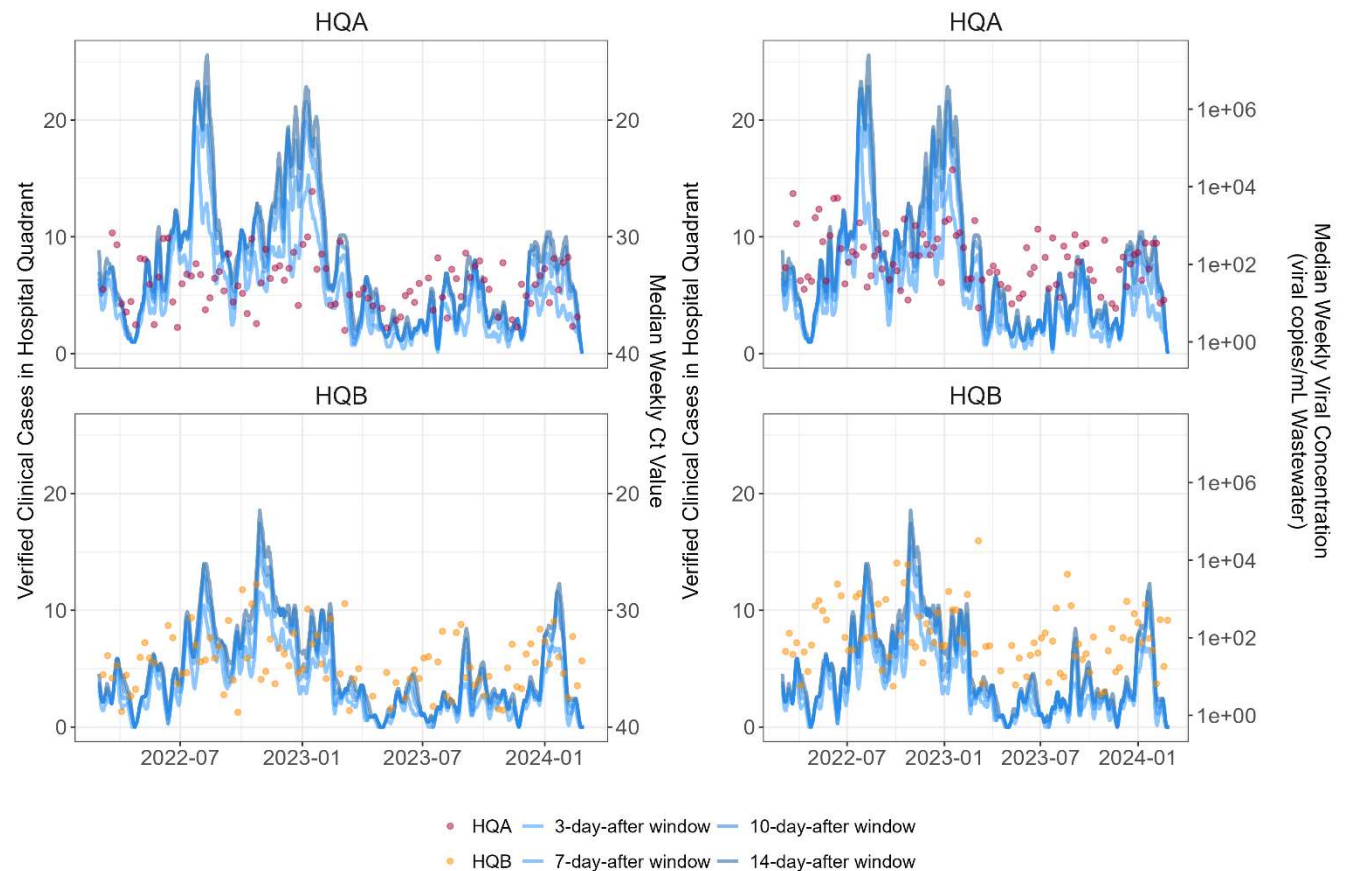 HQA
HQA
20
10
0
20
30
40
20
10
0
1e+06
1e+04
1e+02
1e+00
Verified Clinical Cases in Hospital Quadrant
Median Weekly Ct Value
Verified Clinical Cases in Hospital Quadrant
Median Weekly Viral Concentration
(viral copies/mL Wastewater)
HQB
HQB
20
10
0
20
30
40
20
10
0
1e+06
1e+04
1e+02
1e+00
2022-07 2023-01 2023-07 2024-01
2022-07 2023-01 2023-07 2024-01
HQA 3-day-after window 10-day-after window
HQB 7-day-after window 14-day-after window